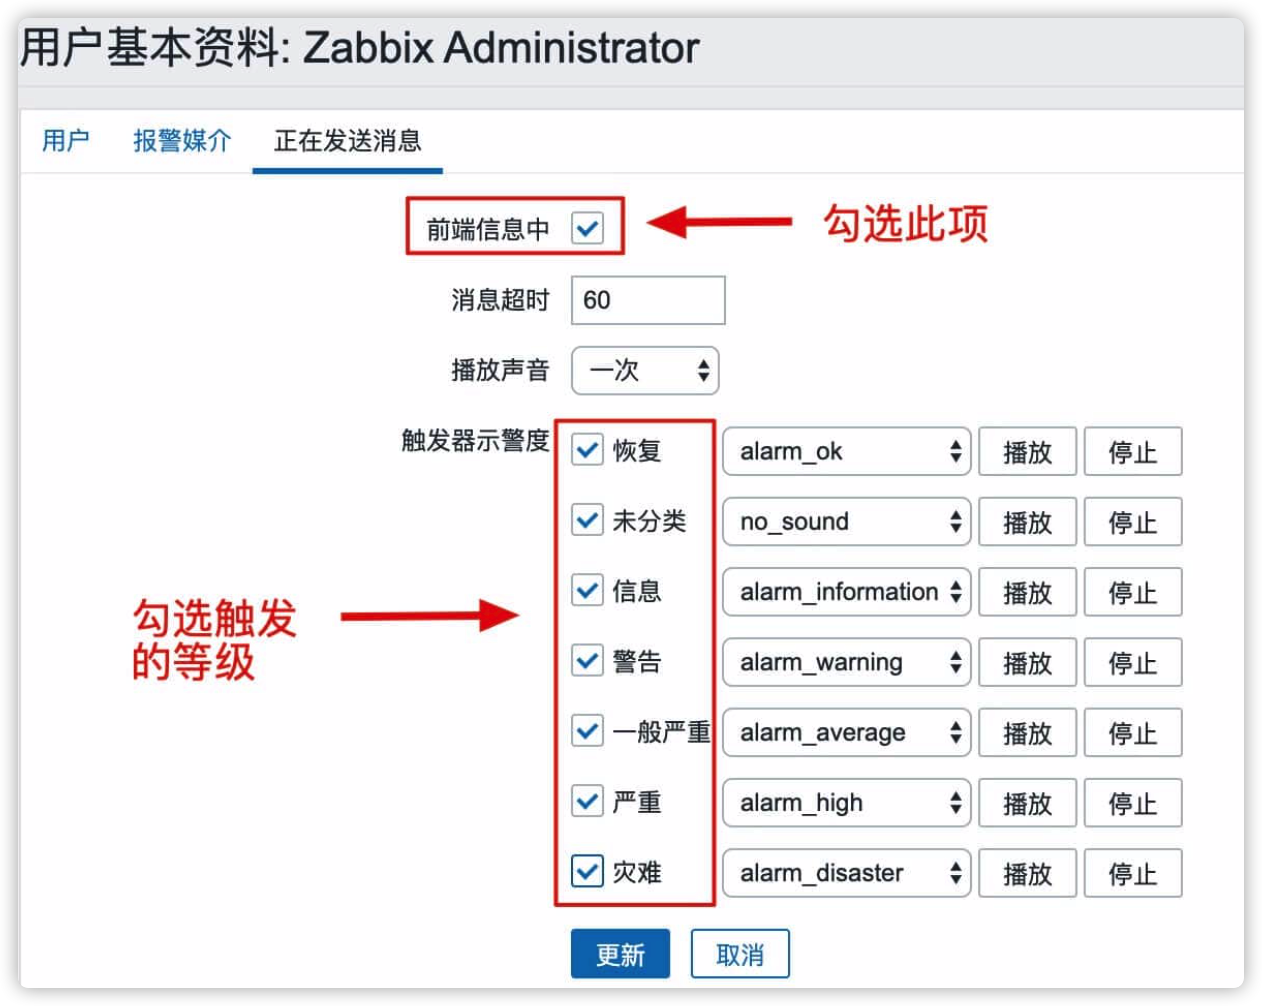 用户基本资料: Zabbix Administrator
用户 报警媒介 正在发送消息
前端信息中 勾选此项
消息超时 60
播放声音 一次
触发器示警度 恢复 alarm_ok 播放 停止
未分类 no_sound 播放 停止
信息 alarm_information 播放 停止
勾选触发
的等级
警告 alarm_warning 播放 停止
一般严重 alarm_average 播放 停止
严重 alarm_high 播放 停止
灾难 alarm_disaster 播放 停止
更新 取消